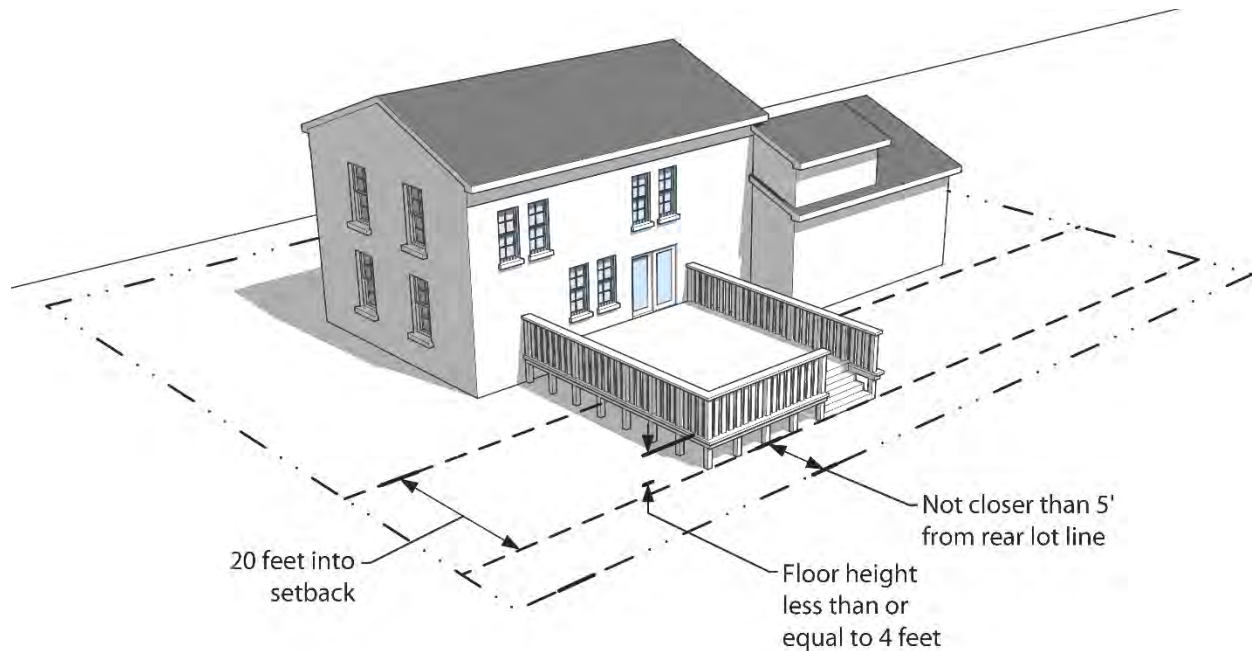 20 feet into
setback
Not closer than 5'
from rear lot line
Floor height
less than or
equal to 4 feet